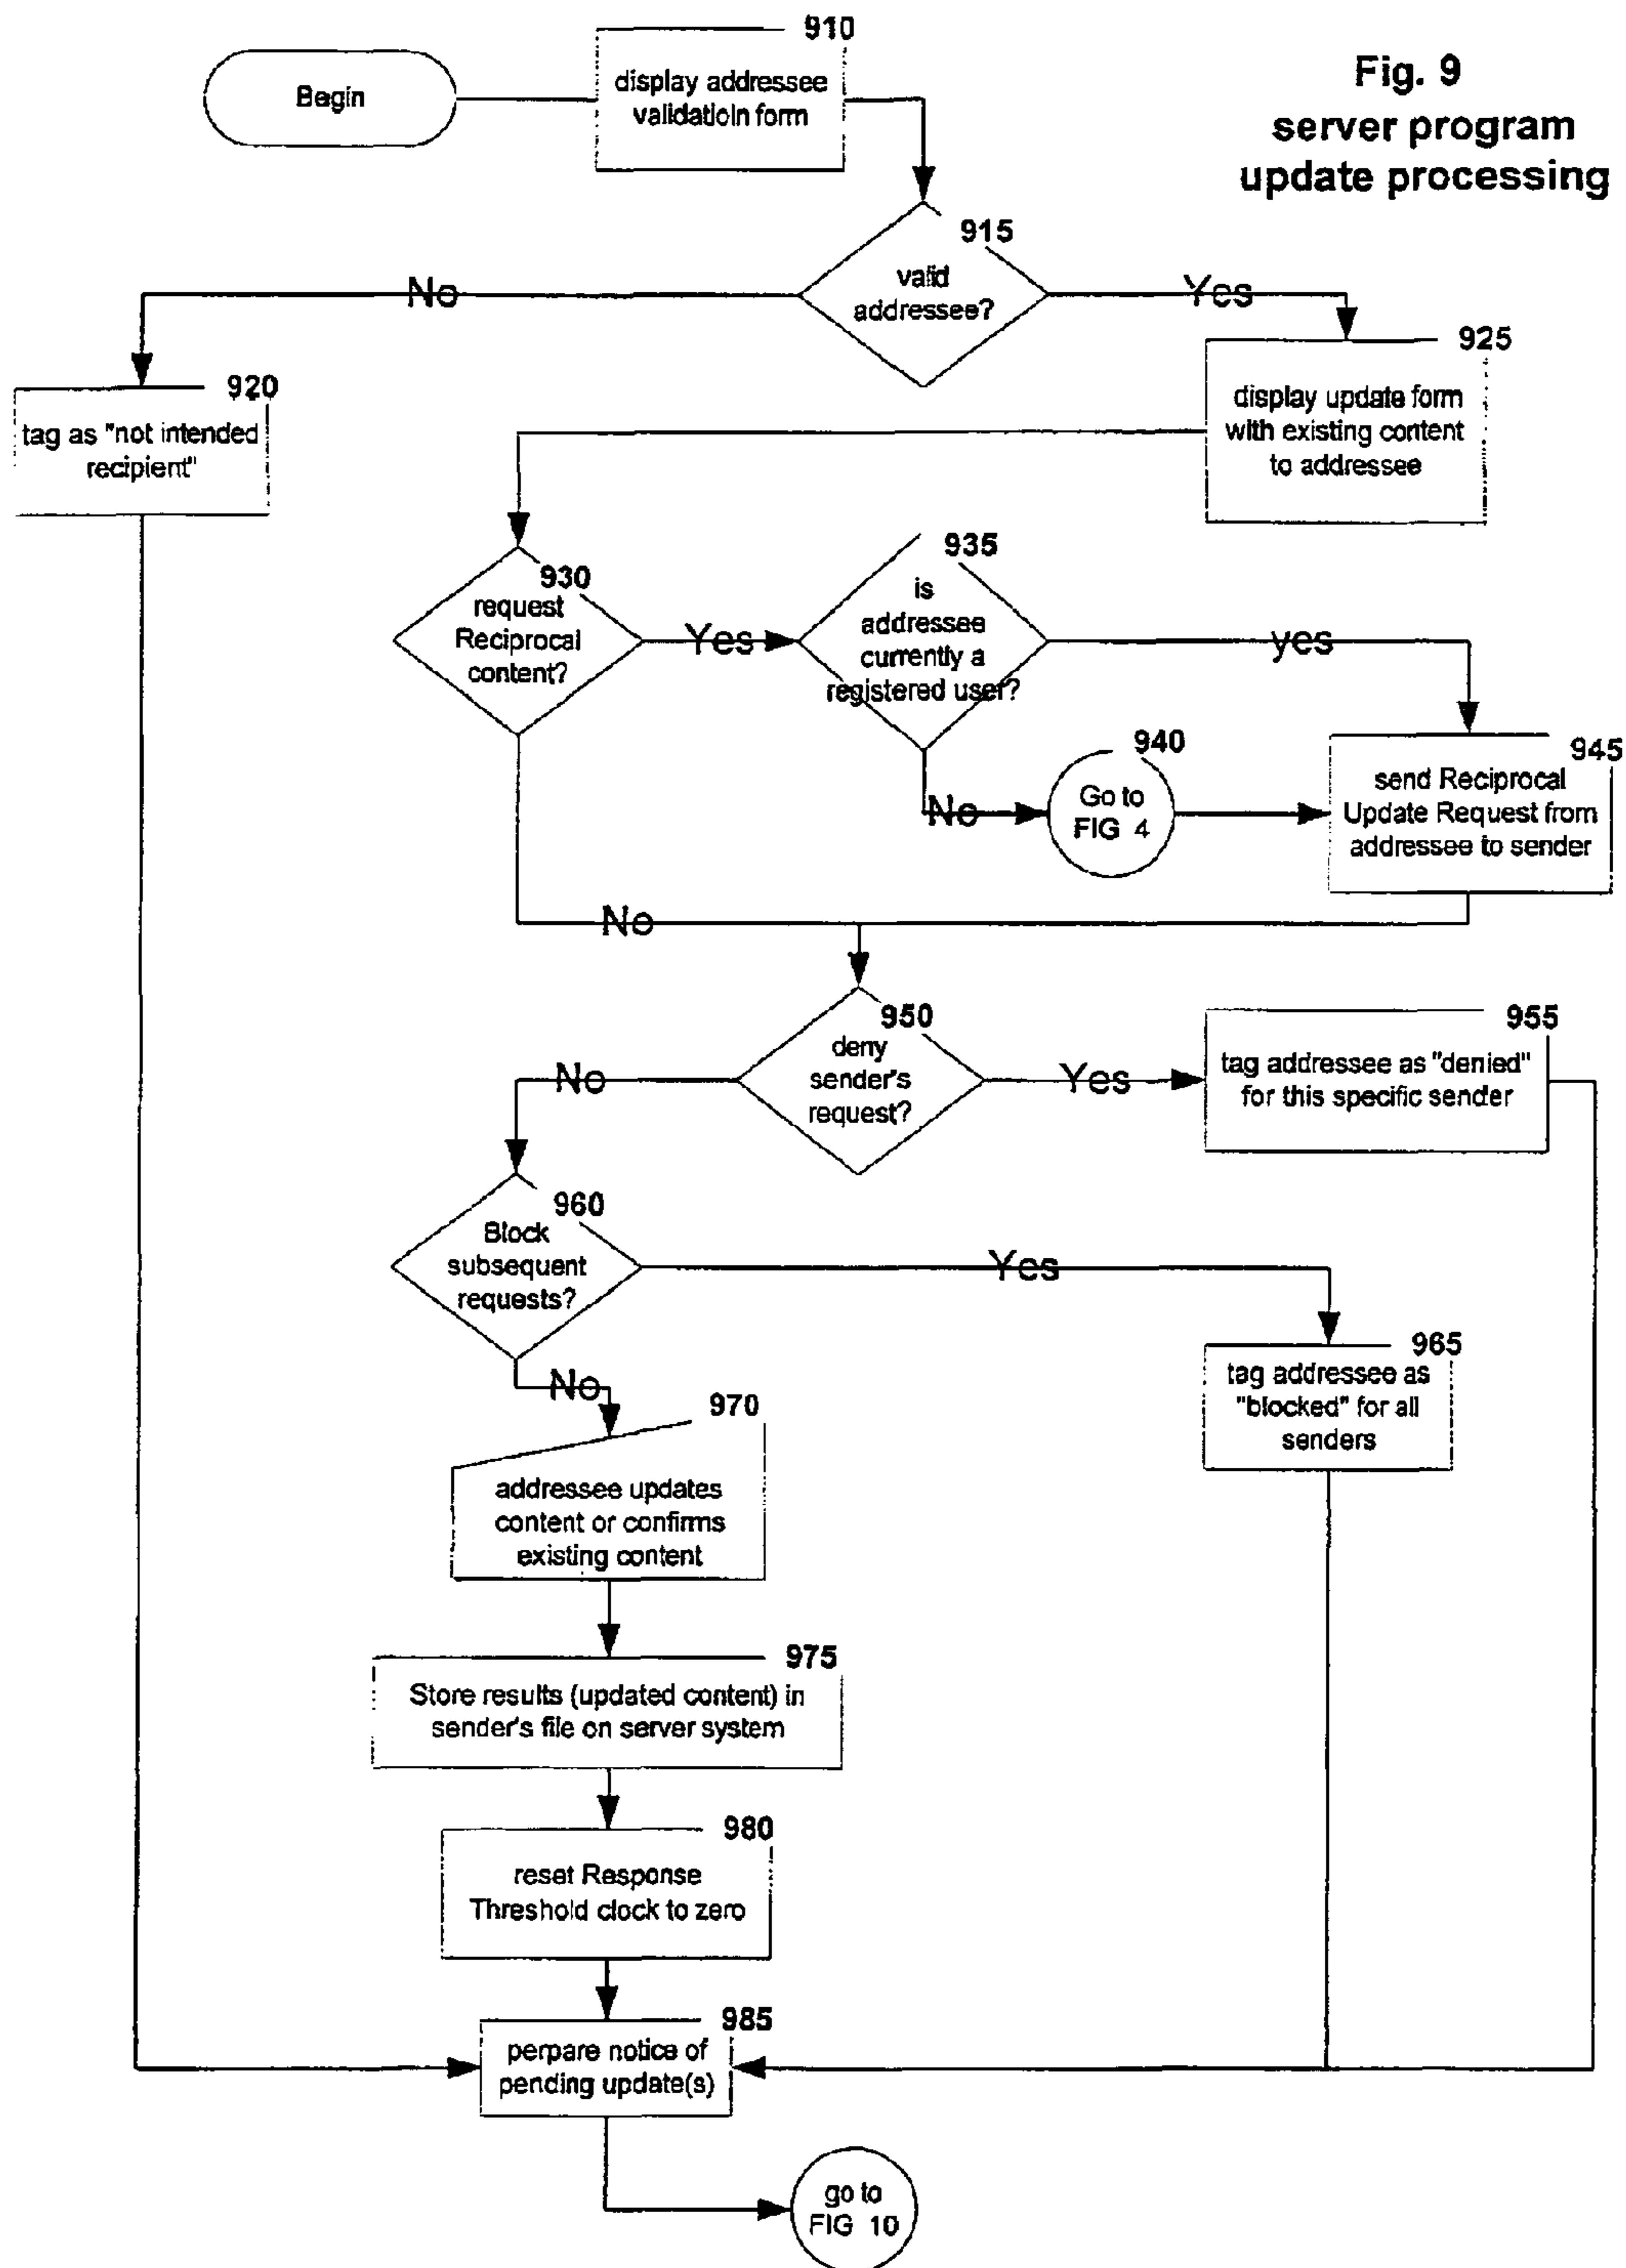 Fig. 9
server program
update processing
Begin
910
display addressee
validatioin form
915
valid
addressee?
No
Yes
920
tag as "not intended
recipient"
925
display update form
with existing content
to addressee
930
request
Reciprocal
content?
Yes
935
is
addressee
currently a
registered user?
yes
No
940
Go to
FIG 4
945
send Reciprocal
Update Request from
addressee to sender
No
950
deny
sender's
request?
No
Yes
955
tag addressee as "denied"
for this specific sender
960
Block
subsequent
requests?
Yes
No
965
tag addressee as
"blocked" for all
senders
970
addressee updates
content or confirms
existing content
975
Store results (updated content) in
sender's file on server system
980
reset Response
Threshold clock to zero
985
perpare notice of
pending update(s)
go to
FIG 10